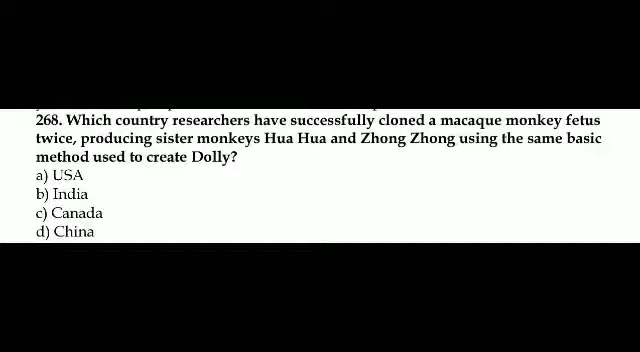 268. Which country researchers have successfully cloned a macaque monkey fetus
twice, producing sister monkeys Hua Hua and Zhong Zhong using the same basic
method used to create Dolly?
a) USA
b) India
c) Canada
d) China